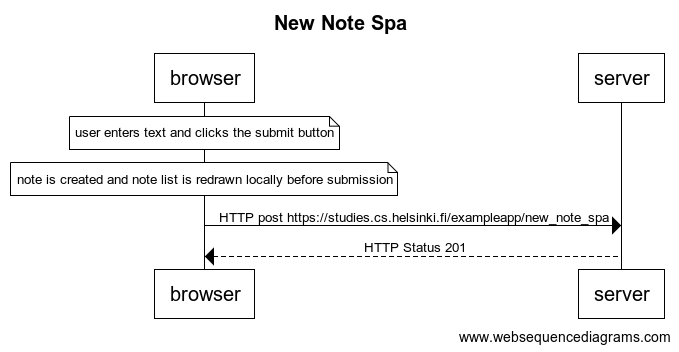 New Note Spa
browser server
user enters text and clicks the submit button
note is created and note list is redrawn locally before submission
HTTP post https://studies.cs.helsinki.fi/exampleapp/new_note_spa
HTTP Status 201
browser server
www.websequencediagrams.com